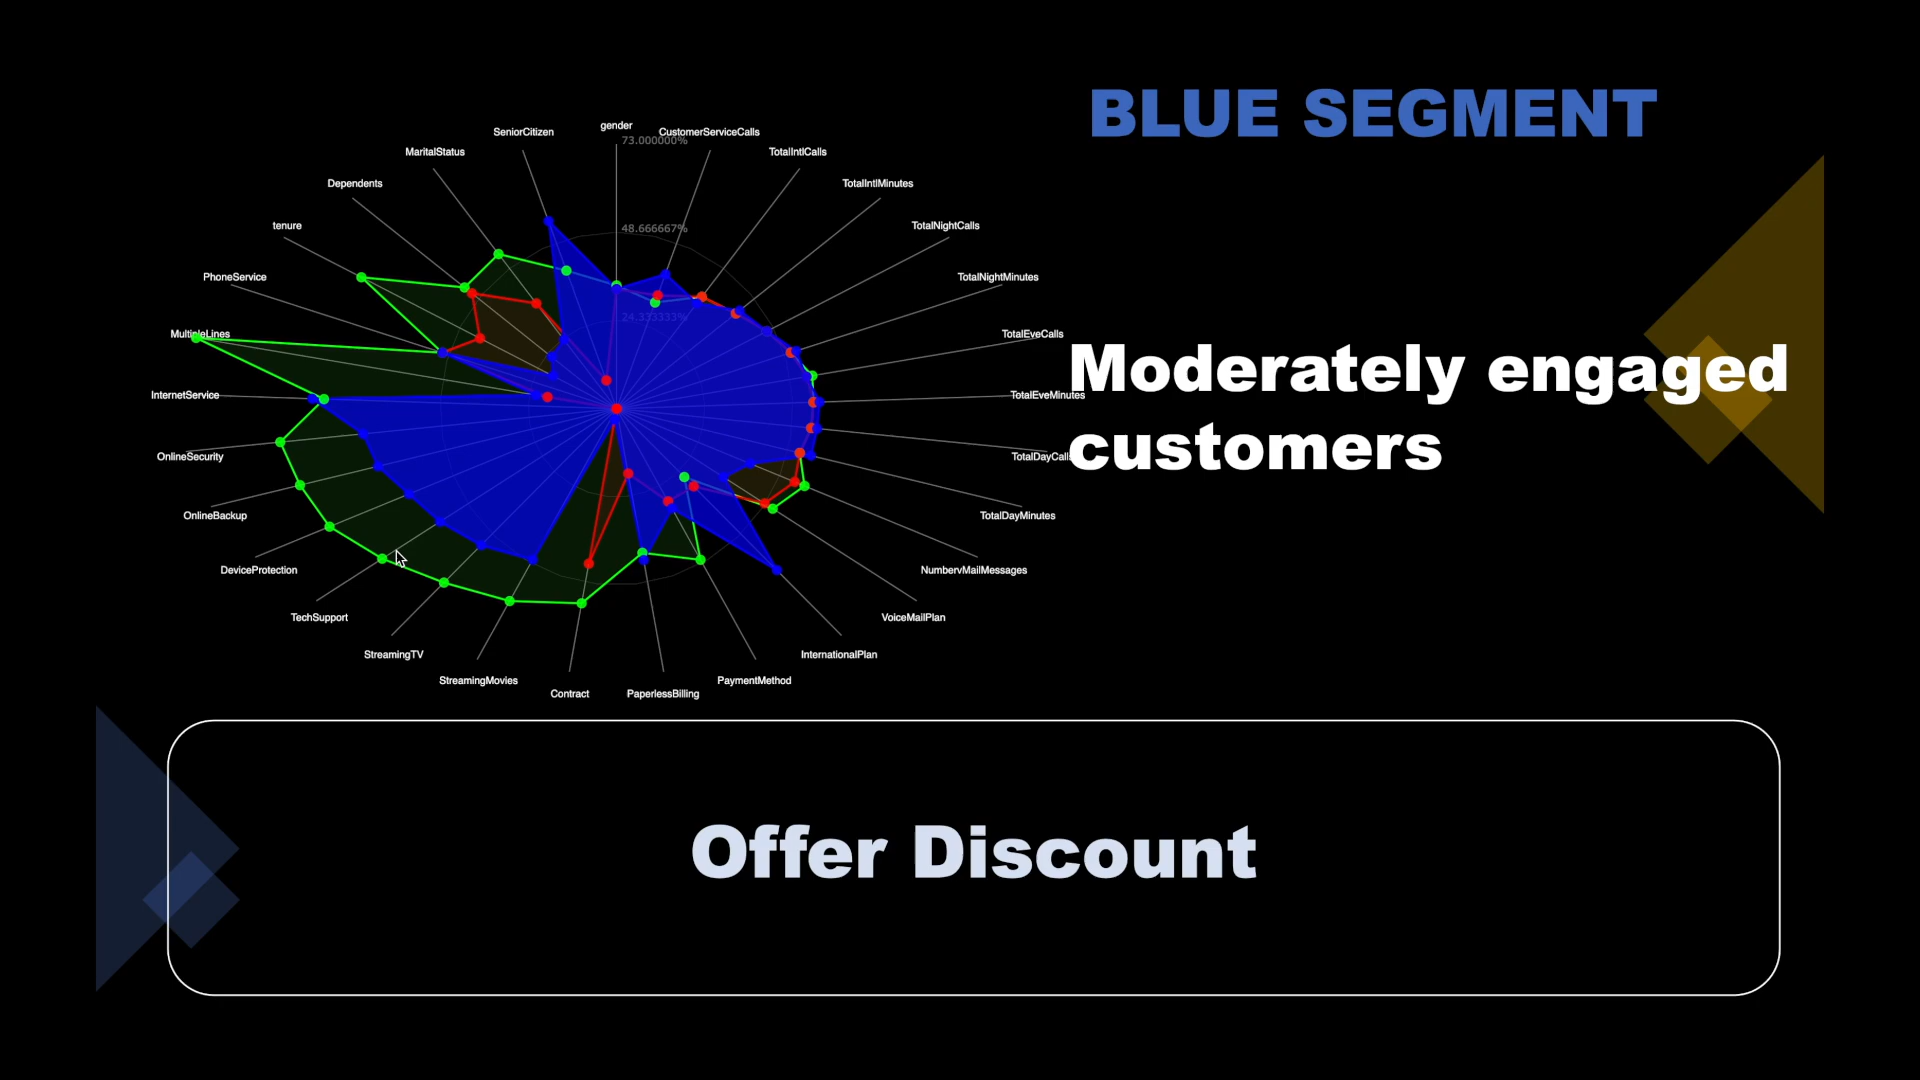 BLUE SEGMENT
gender
CustomerServiceCalls
SeniorCitizen
73.000000%
MaritalStatus
TotalIntlCalls
Dependents
TotalIntlMinutes
tenure
TotalNightCalls
48.666667%
PhoneService
TotalNightMinutes
24.333333%
MultipleLines
TotalEveCalls
InternetService
TotalEveMinutes
OnlineSecurity
TotalDayCalls
OnlineBackup
TotalDayMinutes
DeviceProtection
NumbervMailMessages
TechSupport
VoiceMailPlan
StreamingTV
InternationalPlan
StreamingMovies
PaymentMethod
Contract
PaperlessBilling
Moderately engaged
customers
Offer Discount